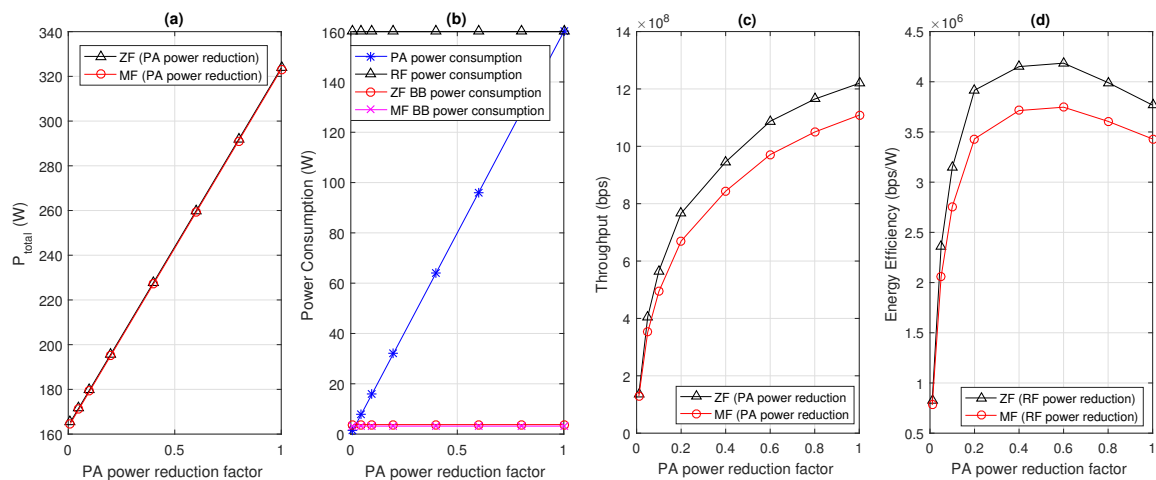 (a)
340
320
300
280
260
240
220
200
180
160
P_total (W)
0
0.5
1
PA power reduction factor
ZF (PA power reduction)
MF (PA power reduction)
(b)
160
140
120
100
80
60
40
20
0
Power Consumption (W)
0
0.5
1
PA power reduction factor
PA power consumption
RF power consumption
ZF BB power consumption
MF BB power consumption
(c)
×10^8
14
12
10
8
6
4
2
0
Throughput (bps)
0
0.2
0.4
0.6
0.8
1
PA power reduction factor
ZF (PA power reduction
MF (PA power reduction
(d)
×10^6
4.5
4
3.5
3
2.5
2
1.5
1
0.5
Energy Efficiency (bps/W)
0
0.2
0.4
0.6
0.8
1
PA power reduction factor
ZF (RF power reduction)
MF (RF power reduction)